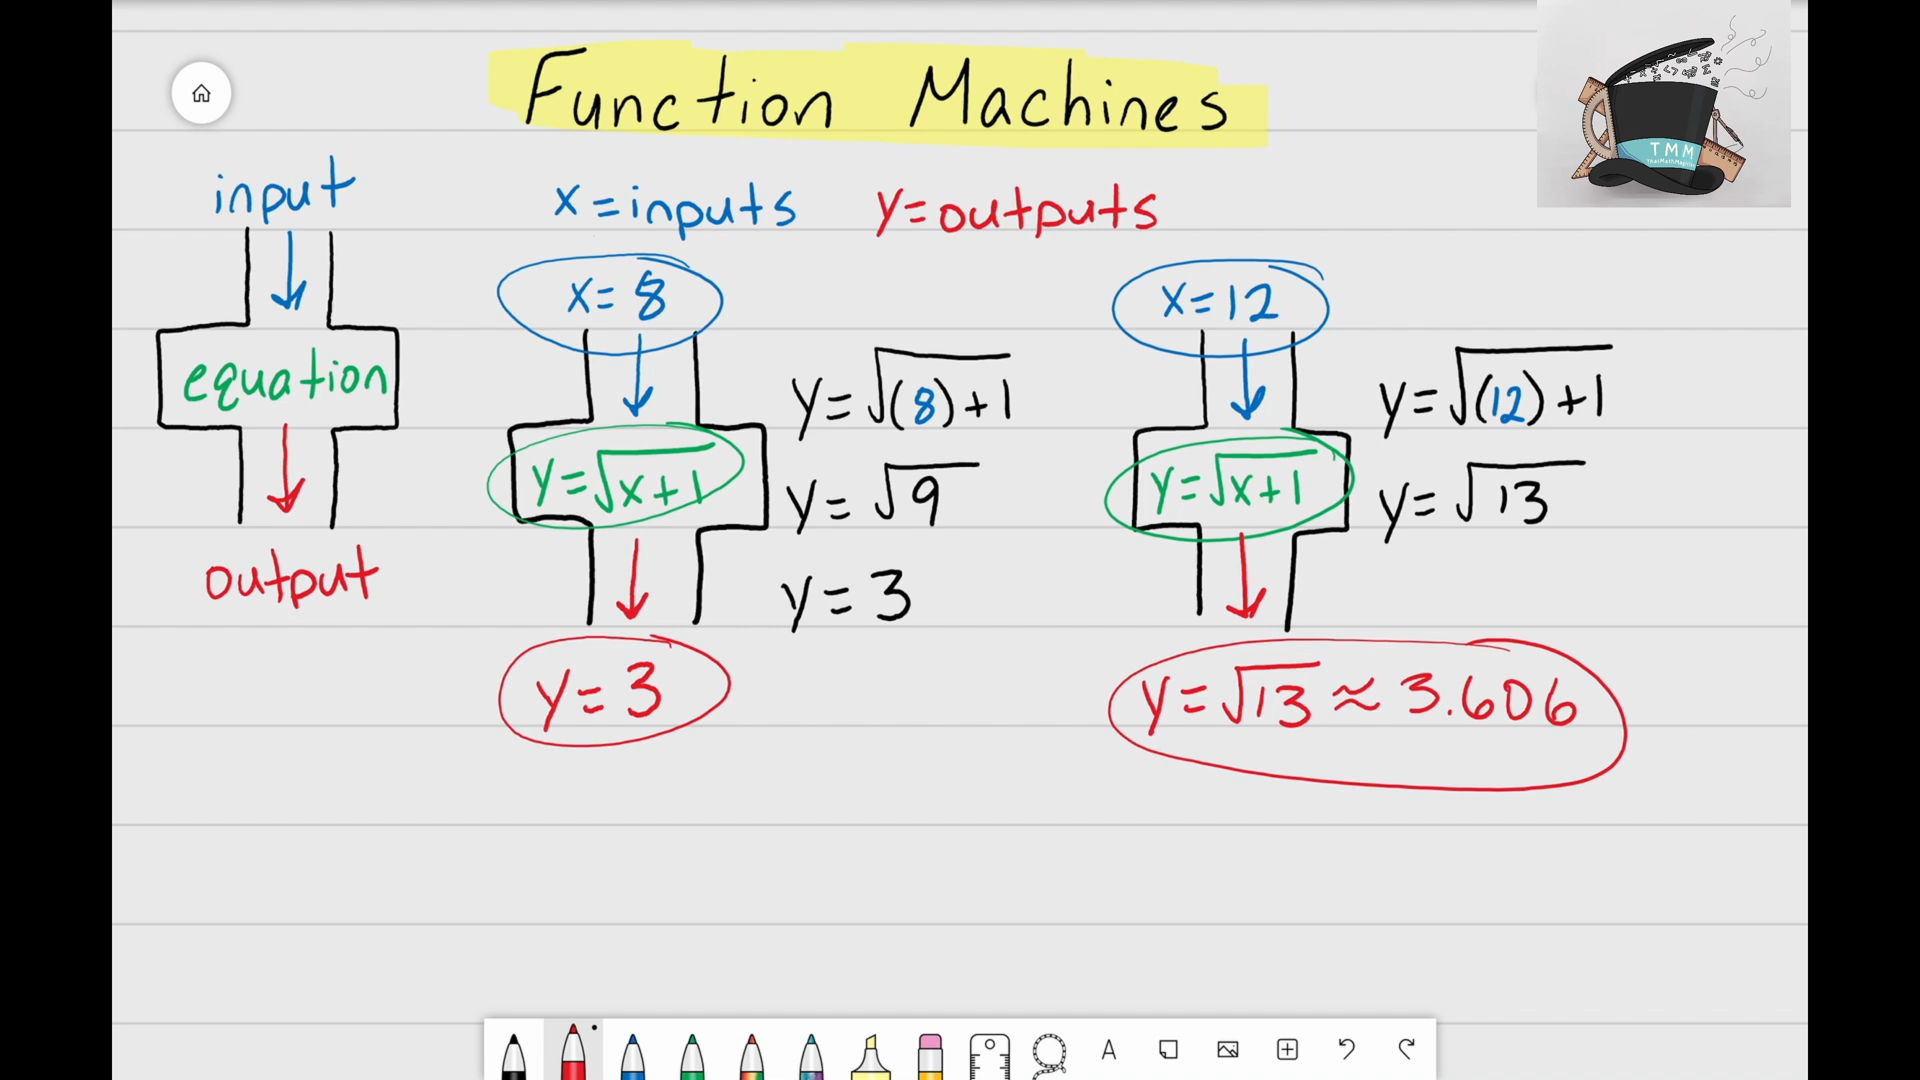 Function Machines
TMM
ThatMathMagician
input
x = inputs
y = outputs
equation
output
x = 8
y = √x + 1
y = √(8) + 1
y = √9
y = 3
y = 3
x = 12
y = √x + 1
y = √(12) + 1
y = √13
y = √13 ≈ 3.606
A